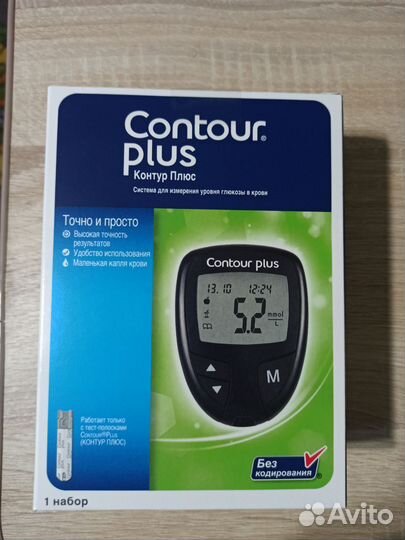 Contour®
plus
Контур Плюс
Система для измерения уровня глюкозы в крови
Точно и просто
Высокая точность
результатов
Удобство использования
Маленькая капля крови
Contour plus
13.10 12:24
5.2 mmol
L
M
Работает только
с тест-полосками
Contour®Plus
(КОНТУР ПЛЮС)
Без
кодирования
1 набор
Avito